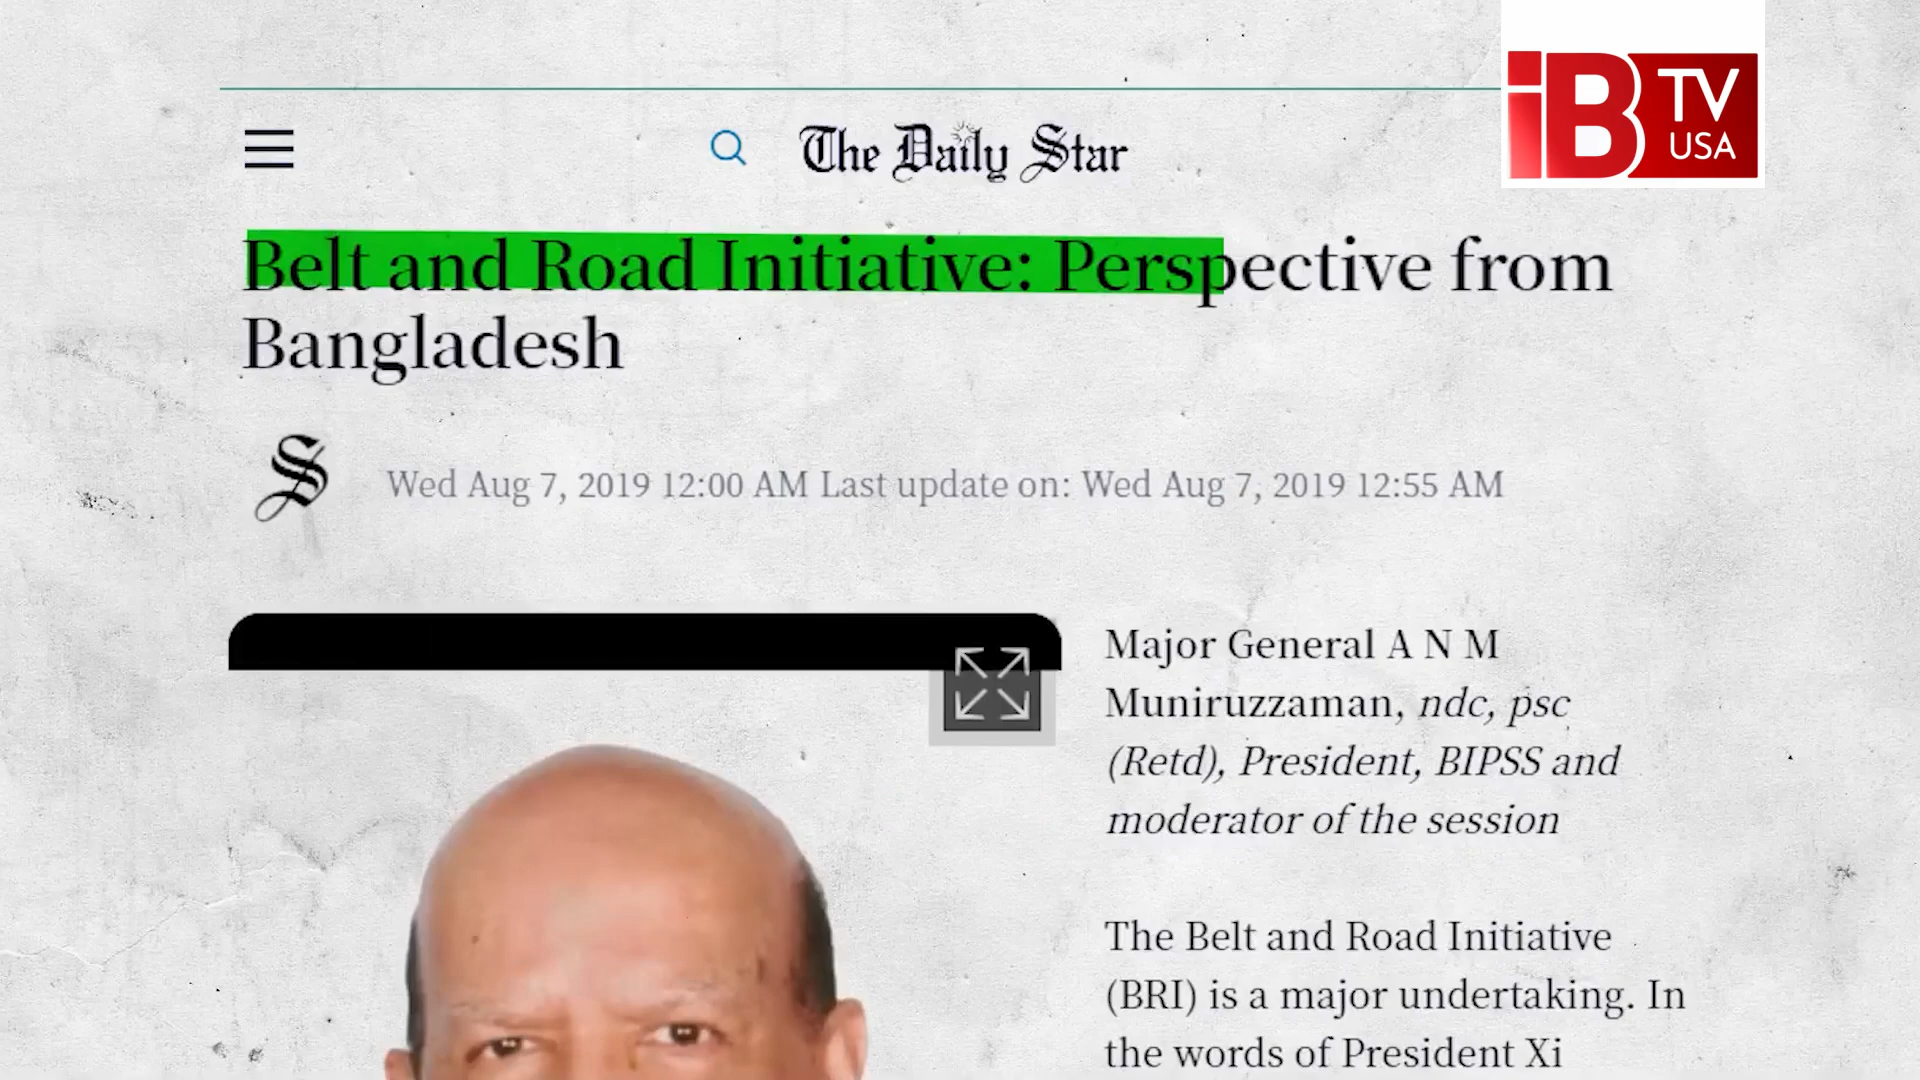 iB TV
USA
The Daily Star
Belt and Road Initiative: Perspective from
Bangladesh
S
Wed Aug 7, 2019 12:00 AM Last update on: Wed Aug 7, 2019 12:55 AM
Major General A N M
Muniruzzaman, ndc, psc
(Retd), President, BIPSS and
moderator of the session
The Belt and Road Initiative
(BRI) is a major undertaking. In
the words of President Xi